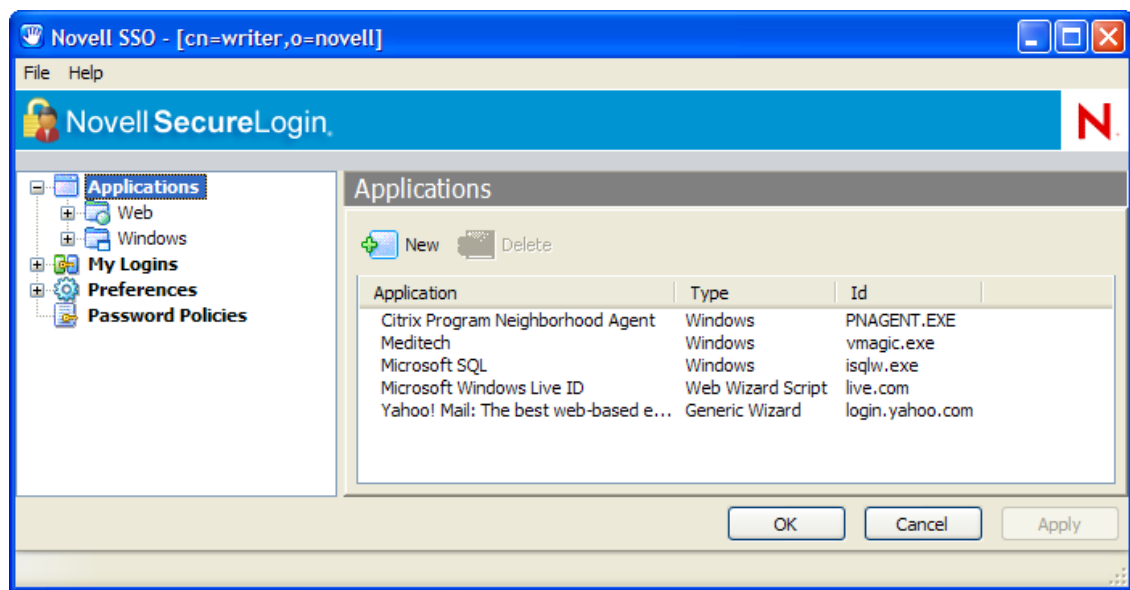 Novell SSO - [cn=writer,o=novell]
File Help
Novell SecureLogin
N
Applications
Web
Windows
My Logins
Preferences
Password Policies
Applications
New Delete
Application Type Id
Citrix Program Neighborhood Agent Windows PNAGENT.EXE
Meditech Windows vmagic.exe
Microsoft SQL Windows isqlw.exe
Microsoft Windows Live ID Web Wizard Script live.com
Yahoo! Mail: The best web-based e... Generic Wizard login.yahoo.com
OK Cancel Apply